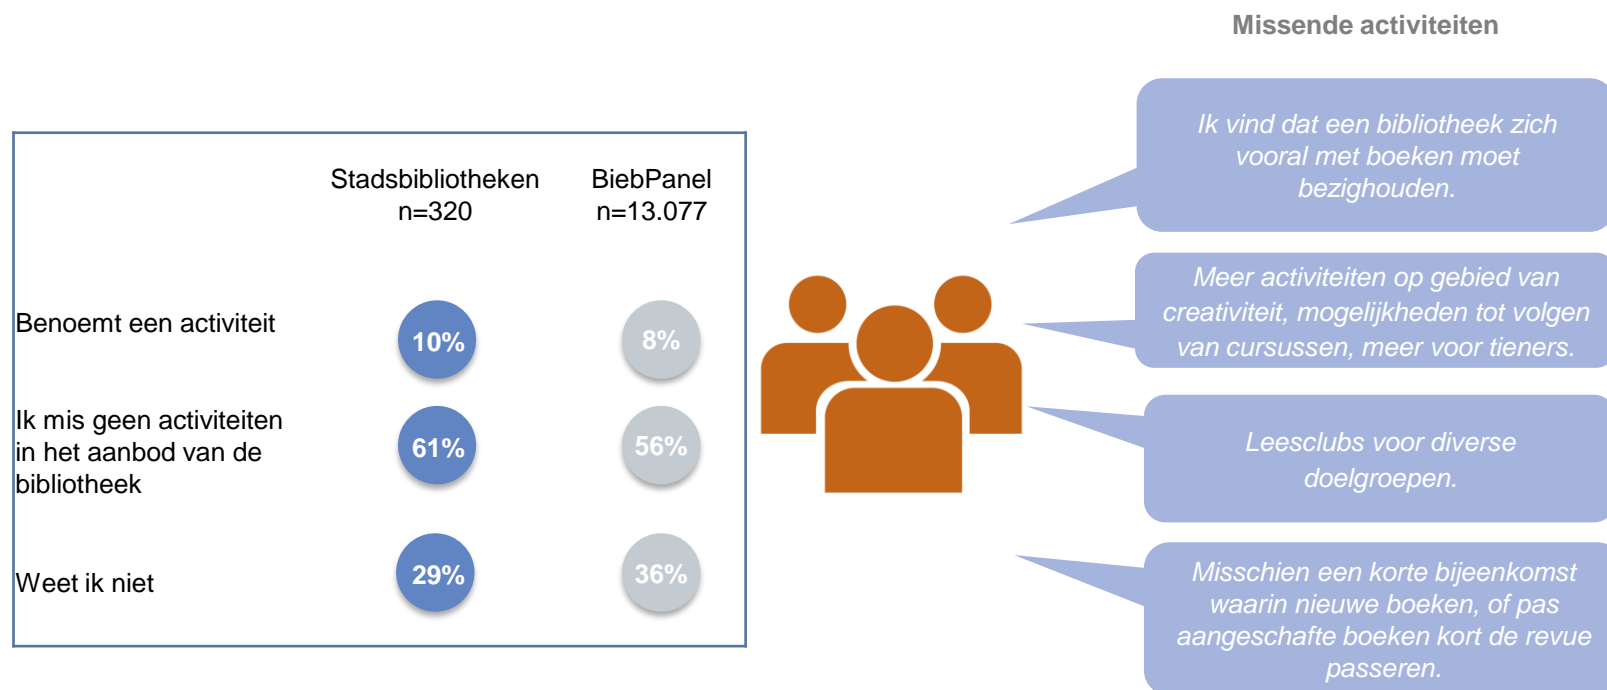 Missende activiteiten
Stadsbibliotheken
n=320
BiebPanel
n=13.077
Benoemt een activiteit
10%
8%
Ik mis geen activiteiten
in het aanbod van de
bibliotheek
61%
56%
Weet ik niet
29%
36%
Ik vind dat een bibliotheek zich
vooral met boeken moet
bezighouden.
Meer activiteiten op gebied van
creativiteit, mogelijkheden tot volgen
van cursussen, meer voor tieners.
Leesclubs voor diverse
doelgroepen.
Misschien een korte bijeenkomst
waarin nieuwe boeken, of pas
aangeschafte boeken kort de revue
passeren.